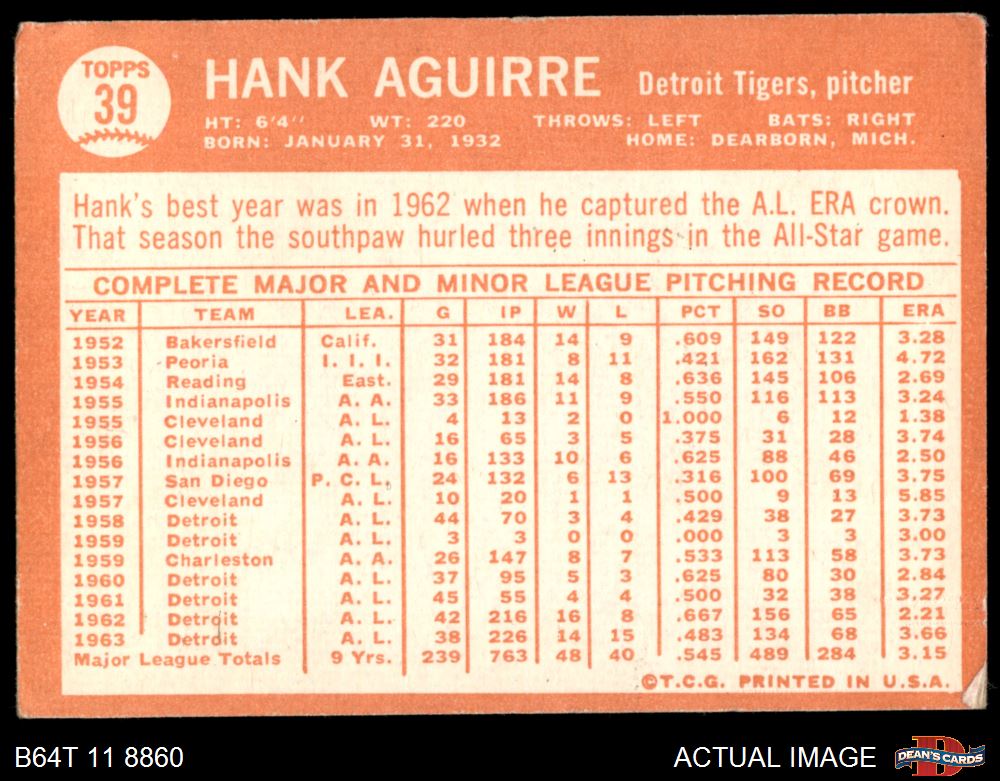 TOPPS
39
HANK AGUIRRE Detroit Tigers, pitcher
HT: 6'4'' WT: 220 THROWS: LEFT BATS: RIGHT
BORN: JANUARY 31, 1932 HOME: DEARBORN, MICH.
Hank's best year was in 1962 when he captured the A.L. ERA crown.
That season the southpaw hurled three innings in the All-Star game.
COMPLETE MAJOR AND MINOR LEAGUE PITCHING RECORD
YEAR TEAM LEA. G IP W L PCT SO BB ERA
1952 Bakersfield Calif. 31 184 14 9 .609 149 122 3.28
1953 Peoria I. I. I. 32 181 8 11 .421 162 131 4.72
1954 Reading East. 29 181 14 8 .636 145 106 2.69
1955 Indianapolis A. A. 33 186 11 9 .550 116 113 3.24
1955 Cleveland A. L. 4 13 2 0 1.000 6 12 1.38
1956 Cleveland A. L. 16 65 3 5 .375 31 28 3.74
1956 Indianapolis A. A. 16 133 10 6 .625 88 46 2.50
1957 San Diego P. C. L. 24 132 6 13 .316 100 69 3.75
1957 Cleveland A. L. 10 20 1 1 .500 9 13 5.85
1958 Detroit A. L. 44 70 3 4 .429 38 27 3.73
1959 Detroit A. L. 3 3 0 0 .000 3 3 3.00
1959 Charleston A. A. 26 147 8 7 .533 113 58 3.73
1960 Detroit A. L. 37 95 5 3 .625 80 30 2.84
1961 Detroit A. L. 45 55 4 4 .500 32 38 3.27
1962 Detroit A. L. 42 216 16 8 .667 156 65 2.21
1963 Detroit A. L. 38 226 14 15 .483 134 68 3.66
Major League Totals 9 Yrs. 239 763 48 40 .545 489 284 3.15
©T.C.G. PRINTED IN U.S.A.
B64T 11 8860 ACTUAL IMAGE DEAN'S CARDS